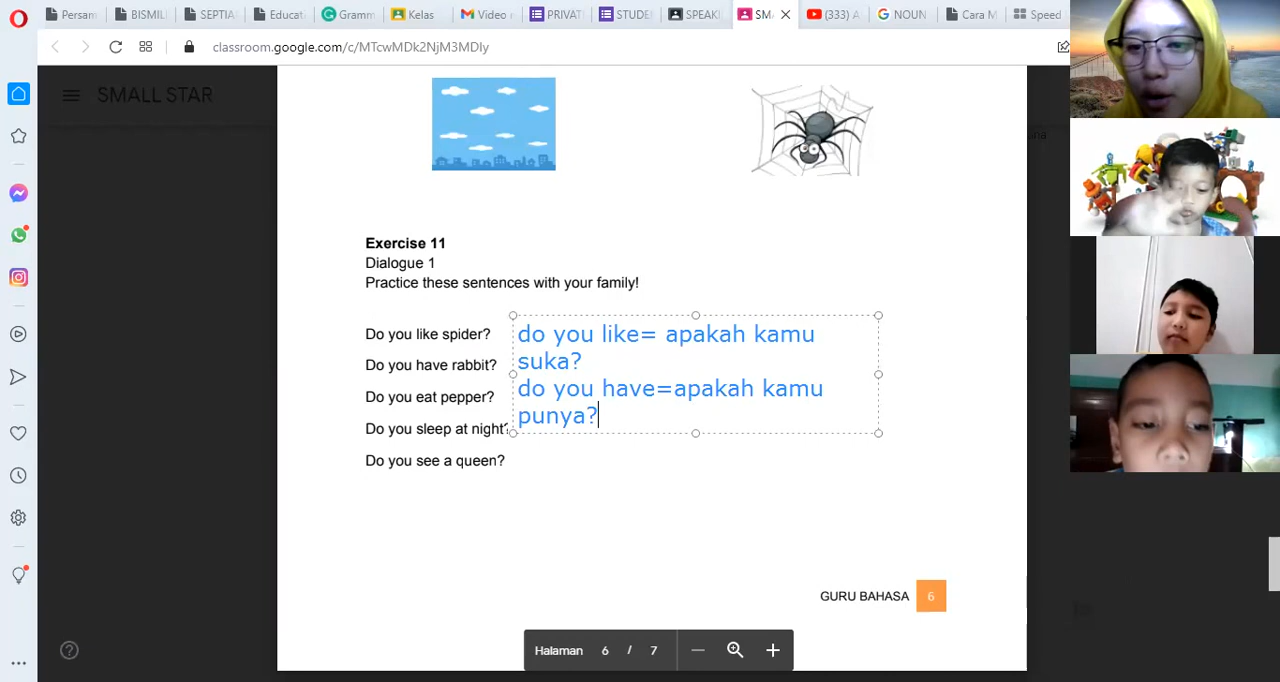 Persam
BISMIL
SEPTIA
Educat
Gramm
Kelas
Video
PRIVAT
STUDE
SPEAKI
SM
(333) A
NOUN
Cara M
Speed
classroom.google.com/c/MTcwMDk2NjM3MDIy
SMALL STAR
Exercise 11
Dialogue 1
Practice these sentences with your family!
Do you like spider?
Do you have rabbit?
Do you eat pepper?
Do you sleep at night?
Do you see a queen?
do you like= apakah kamu
suka?
do you have=apakah kamu
punya?
GURU BAHASA 6
Halaman 6 / 7